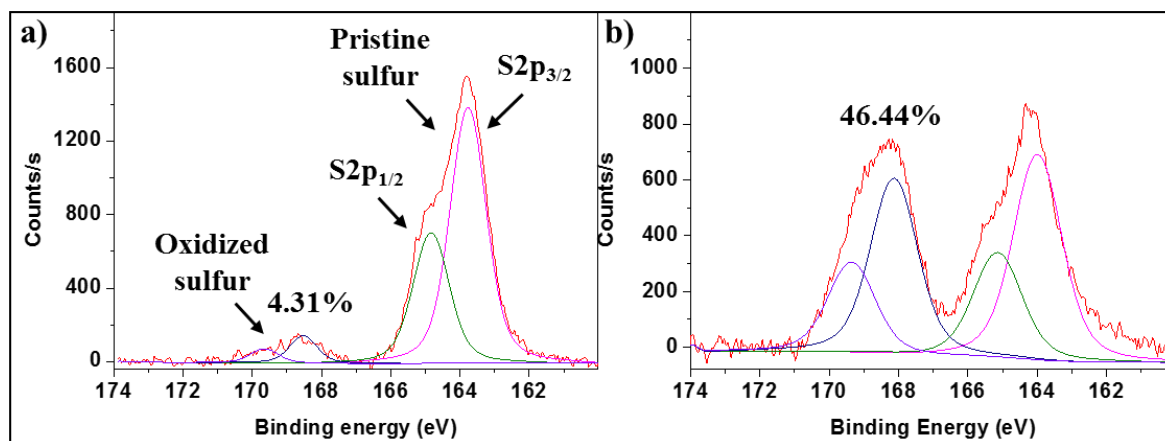 a)
Pristine
sulfur
S2p3/2
S2p1/2
Oxidized
sulfur
4.31%
1600
1200
800
400
0
Counts/s
174 172 170 168 166 164 162
Binding energy (eV)
b)
46.44%
1000
800
600
400
200
0
Counts/s
174 172 170 168 166 164 162
Binding Energy (eV)